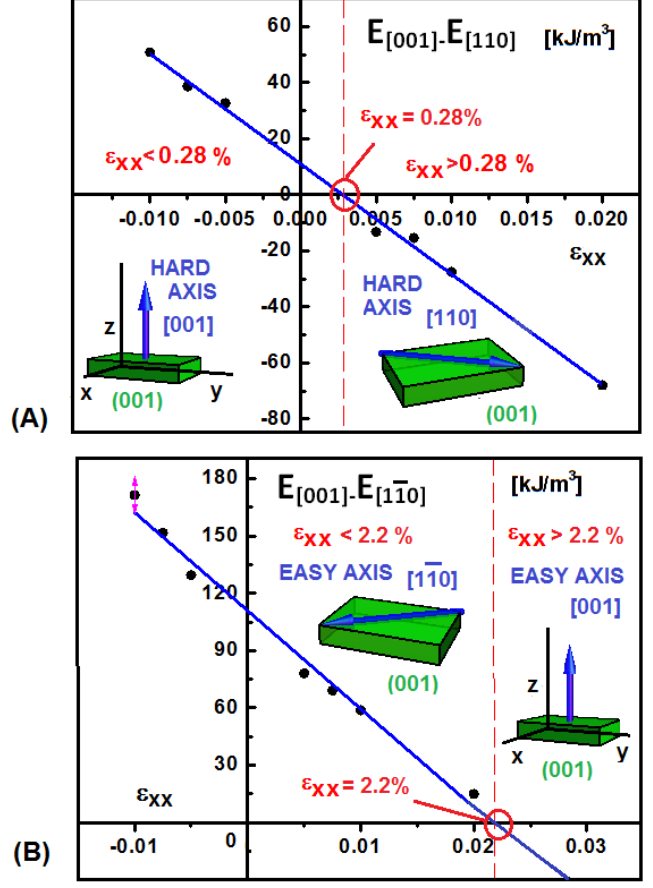 E[001]-E[110] [kJ/m³]
60
40
20
0
-20
-40
-60
-80
εxx = 0.28%
εxx < 0.28 %
εxx > 0.28 %
-0.010 -0.005 0.000 0.005 0.010 0.015 0.020
εxx
HARD
AXIS
[001]
z
x
y
(001)
HARD
AXIS
[110]
(001)
(A)
180
150
120
90
60
30
0
E[001]-E[11̅0] [kJ/m³]
εxx < 2.2 %
εxx > 2.2 %
EASY AXIS [11̅0]
EASY AXIS
[001]
(001)
z
x
y
(001)
εxx = 2.2%
εxx
-0.01 0.01 0.02 0.03
(B)